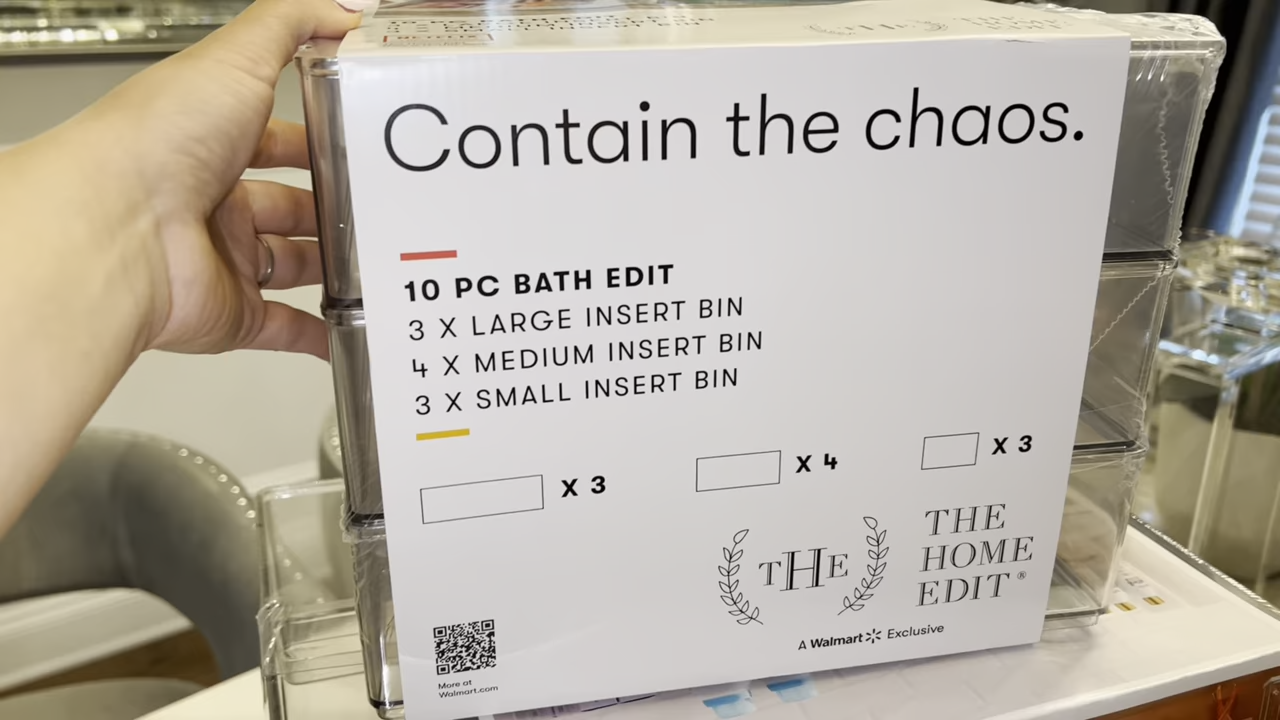 THE
Contain the chaos.
10 PC BATH EDIT
3 X LARGE INSERT BIN
4 X MEDIUM INSERT BIN
3 X SMALL INSERT BIN
X 3
X 4
X 3
THE
THE
HOME
EDIT®
A Walmart Exclusive
More at
Walmart.com